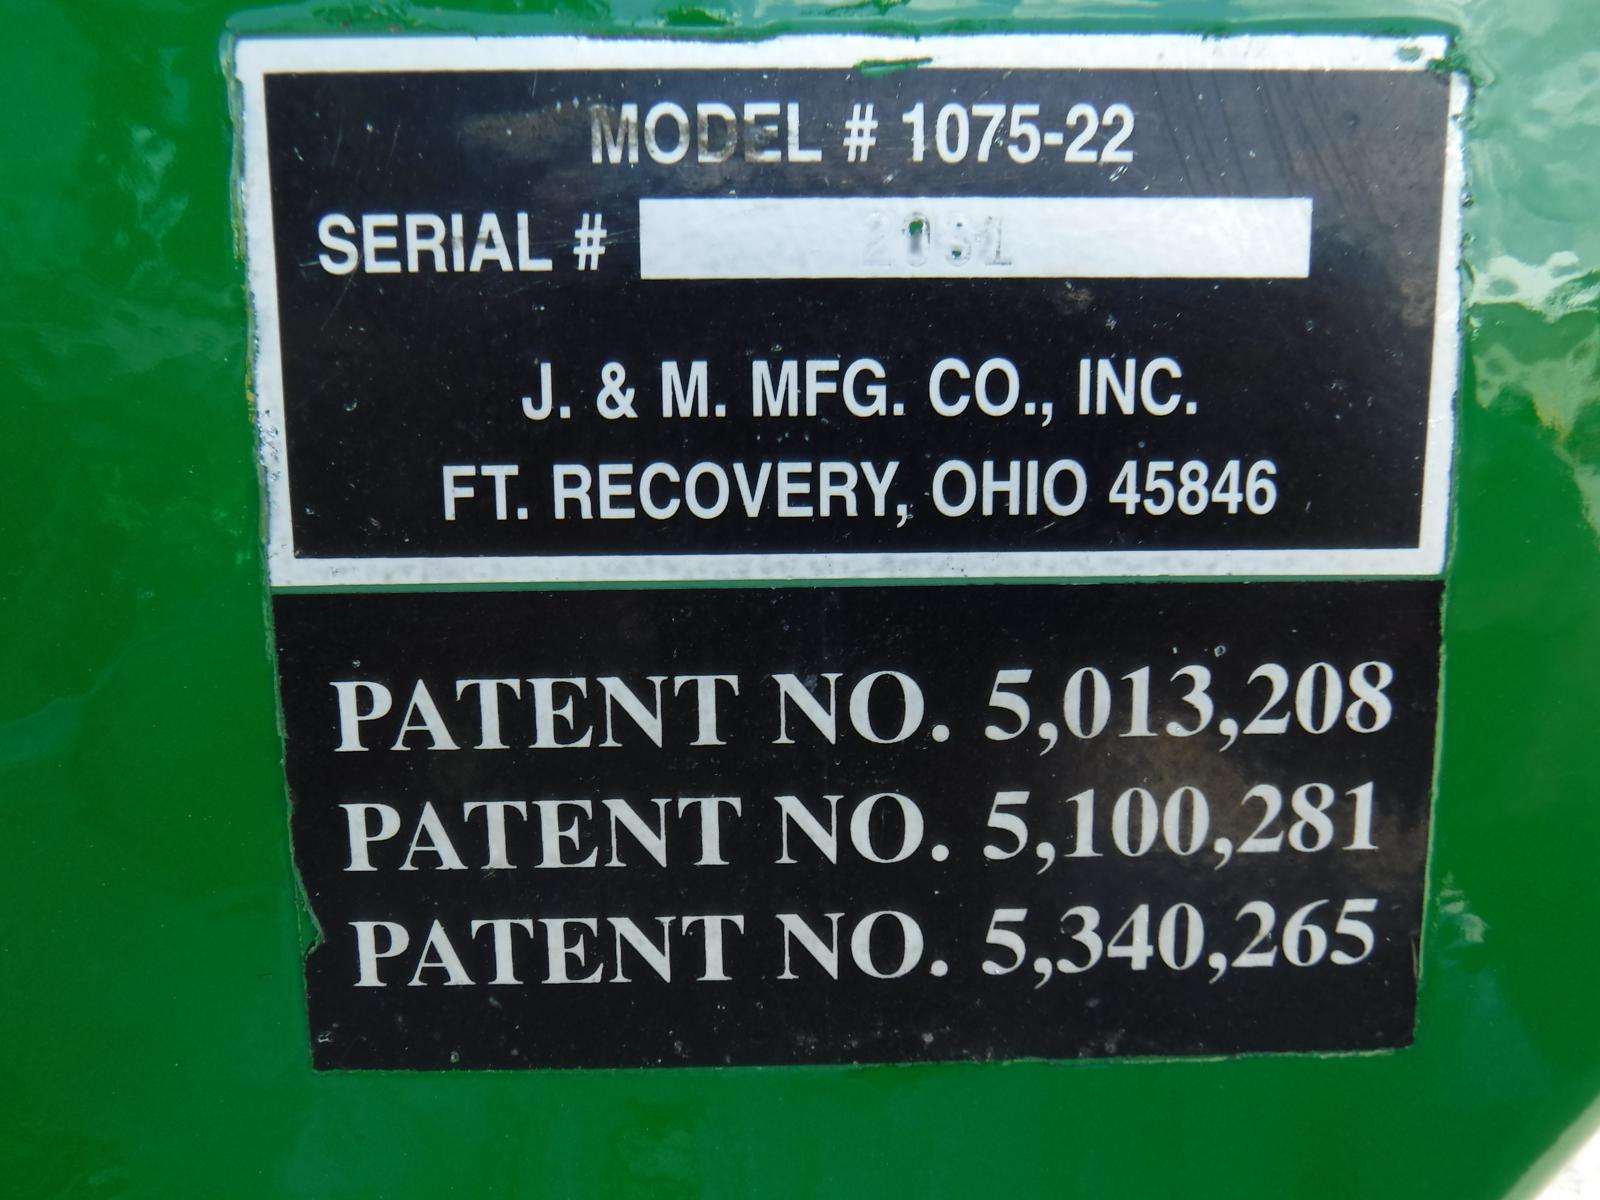 MODEL # 1075-22
SERIAL # 2031
J. & M. MFG. CO., INC.
FT. RECOVERY, OHIO 45846
PATENT NO. 5,013,208
PATENT NO. 5,100,281
PATENT NO. 5,340,265